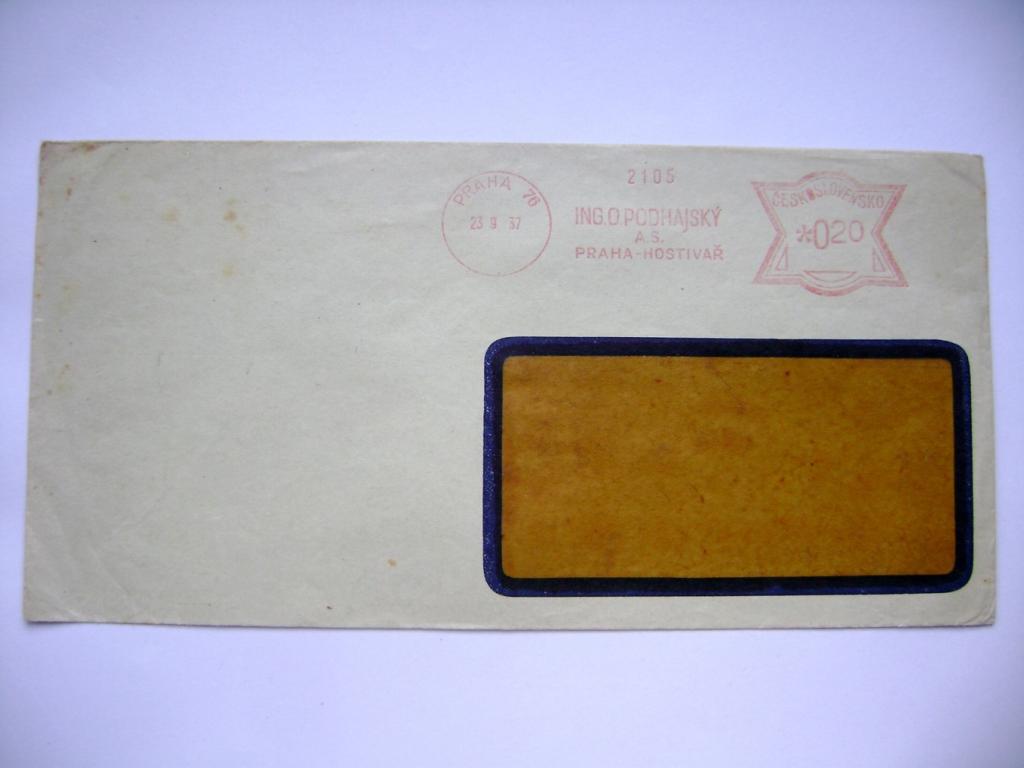 PRAHA 76
23 9 37
2105
ING. O. PODHAJSKÝ
A.S.
PRAHA-HOSTIVAŘ
ČESKOSLOVENSKO
*020